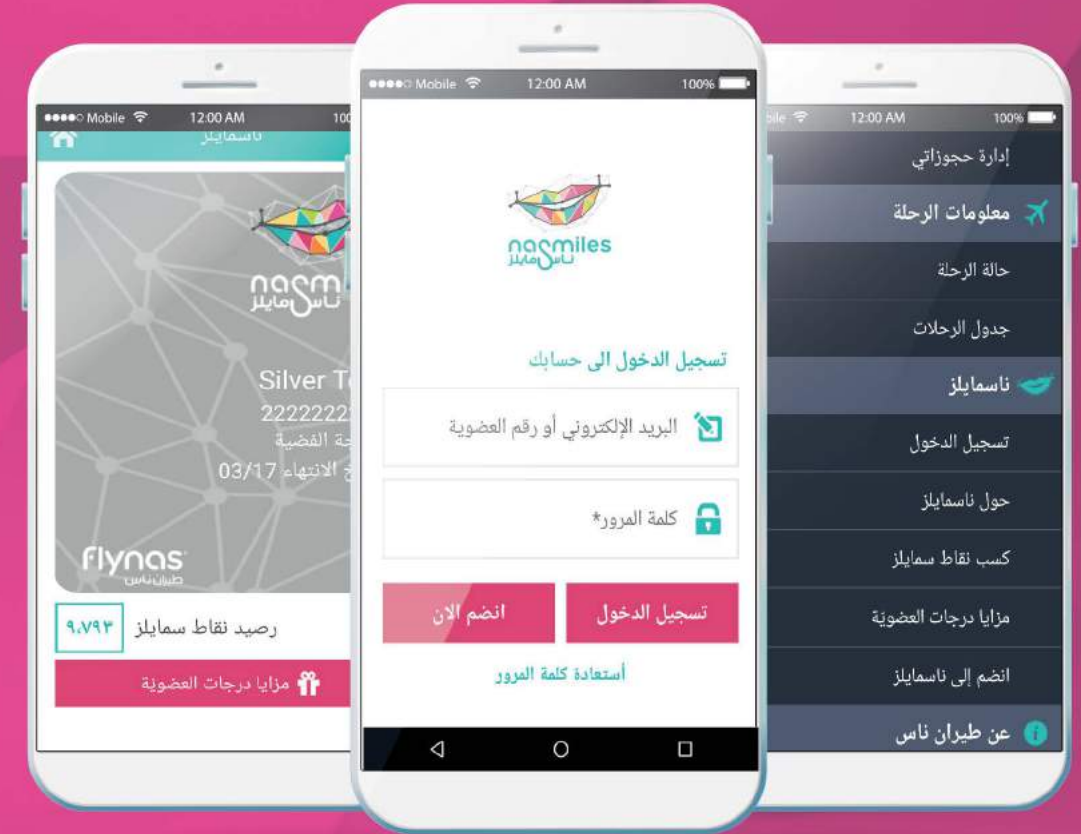 Mobile 12:00 AM
ناسمايلز
ناس مايلز
Silver
22222222
الفضية
الانتهاء 03/17
flynas
طيران ناس
رصيد نقاط سمايلز ٩،٧٩٣
مزايا درجات العضويّة
Mobile 12:00 AM 100%
nasmiles
ناس مايلز
تسجيل الدخول الى حسابك
البريد الإلكتروني أو رقم العضوية
كلمة المرور*
تسجيل الدخول انضم الان
أستعادة كلمة المرور
12:00 AM 100%
إدارة حجوزاتي
معلومات الرحلة
حالة الرحلة
جدول الرحلات
ناسمايلز
تسجيل الدخول
حول ناسمايلز
كسب نقاط سمايلز
مزايا درجات العضويّة
انضم إلى ناسمايلز
عن طيران ناس